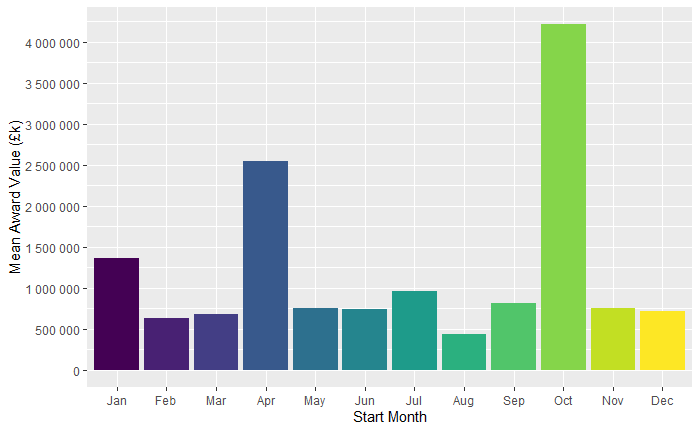 Mean Award Value (£k)
4 000 000
3 500 000
3 000 000
2 500 000
2 000 000
1 500 000
1 000 000
500 000
0
Jan Feb Mar Apr May Jun Jul Aug Sep Oct Nov Dec
Start Month